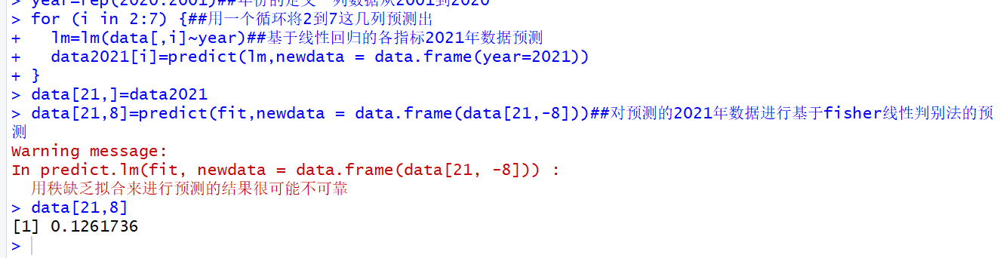 > year=rep(2020:2001)##年份的定义一列数据从2001到2020
> for (i in 2:7) {##用一个循环将2到7这几列预测出
+   lm=lm(data[,i]~year)##基于线性回归的各指标2021年数据预测
+   data2021[i]=predict(lm,newdata = data.frame(year=2021))
+ }
> data[21,]=data2021
> data[21,8]=predict(fit,newdata = data.frame(data[21,-8]))##对预测的2021年数据进行基于fisher线性判别法的预
测
Warning message:
In predict.lm(fit, newdata = data.frame(data[21, -8])) :
  用秩缺乏拟合来进行预测的结果很可能不可靠
> data[21,8]
[1] 0.1261736
>